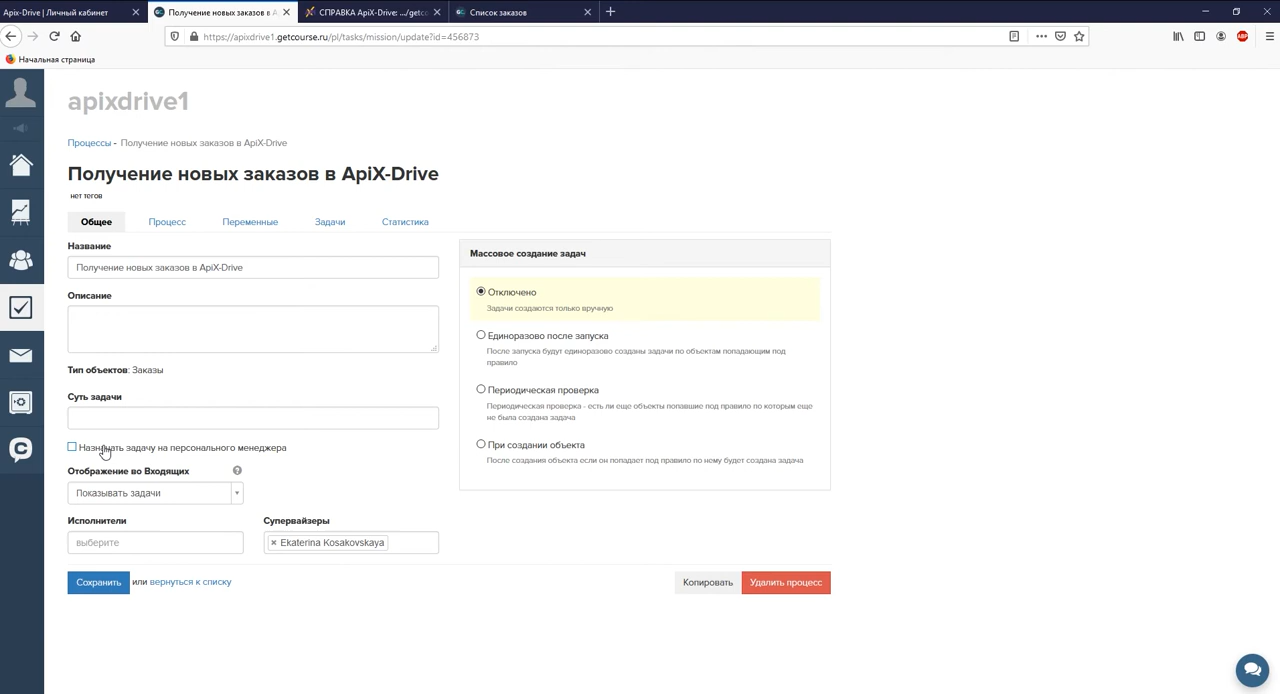 Apix-Drive | Личный кабинет
Получение новых заказов в A
СПРАВКА ApiX-Drive: .../getco
Список заказов
https://apixdrive1.getcourse.ru/pl/tasks/mission/update?id=456873
Начальная страница
apixdrive1
Процессы - Получение новых заказов в ApiX-Drive
Получение новых заказов в ApiX-Drive
нет тегов
Общее
Процесс
Переменные
Задачи
Статистика
Название
Получение новых заказов в ApiX-Drive
Описание
Тип объектов: Заказы
Суть задачи
Назначать задачу на персонального менеджера
Отображение во Входящих
Показывать задачи
Исполнители
выберите
Супервайзеры
× Ekaterina Kosakovskaya
Массовое создание задач
Отключено
Задачи создаются только вручную
Единоразово после запуска
После запуска будут единоразово созданы задачи по объектам попадающим под
правило
Периодическая проверка
Периодическая проверка - есть ли еще объекты попавшие под правило по которым еще
не была создана задача
При создании объекта
После создания объекта если он попадает под правило по нему будет создана задача
Сохранить или вернуться к списку
Копировать
Удалить процесс